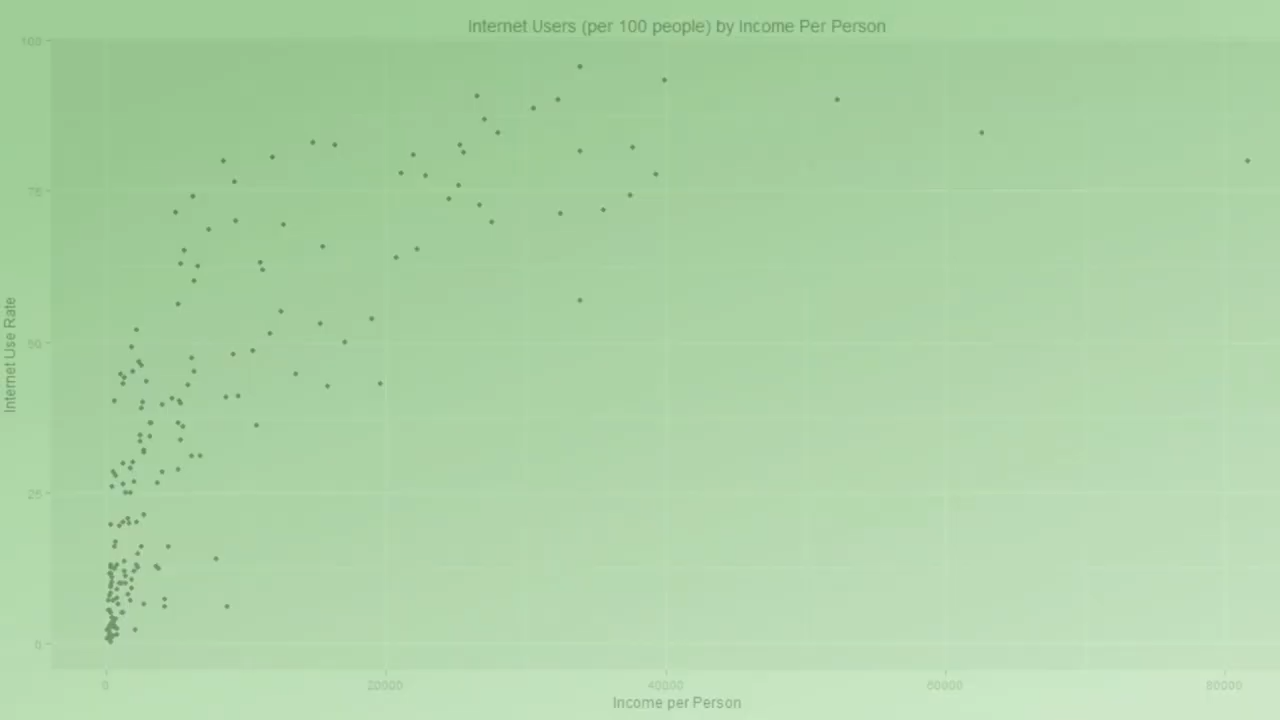 Internet Users (per 100 people) by Income Per Person
100
75
50
25
0
Internet Use Rate
0 20000 40000 60000 80000
Income per Person